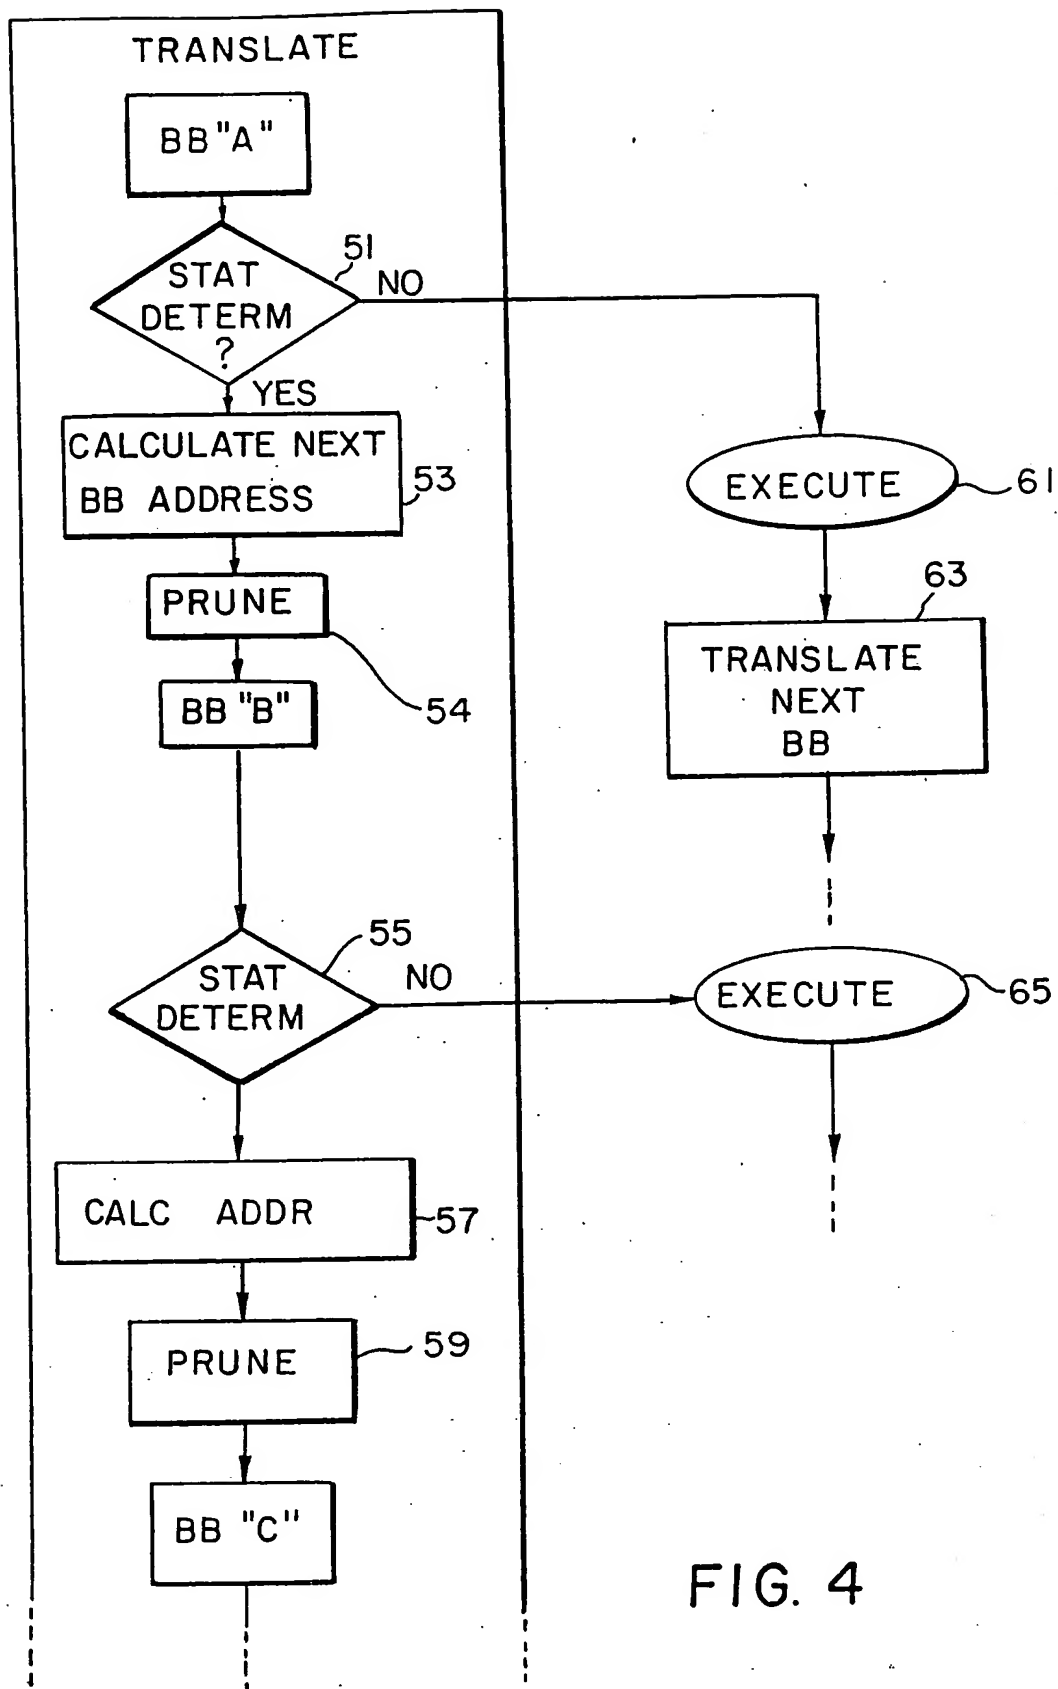 TRANSLATE
BB "A"
51
STAT
DETERM
?
NO
YES
CALCULATE NEXT
BB ADDRESS
53
EXECUTE
61
PRUNE
54
63
TRANSLATE
NEXT
BB
BB "B"
55
STAT
DETERM
NO
EXECUTE
65
CALC ADDR
57
PRUNE
59
BB "C"
FIG. 4